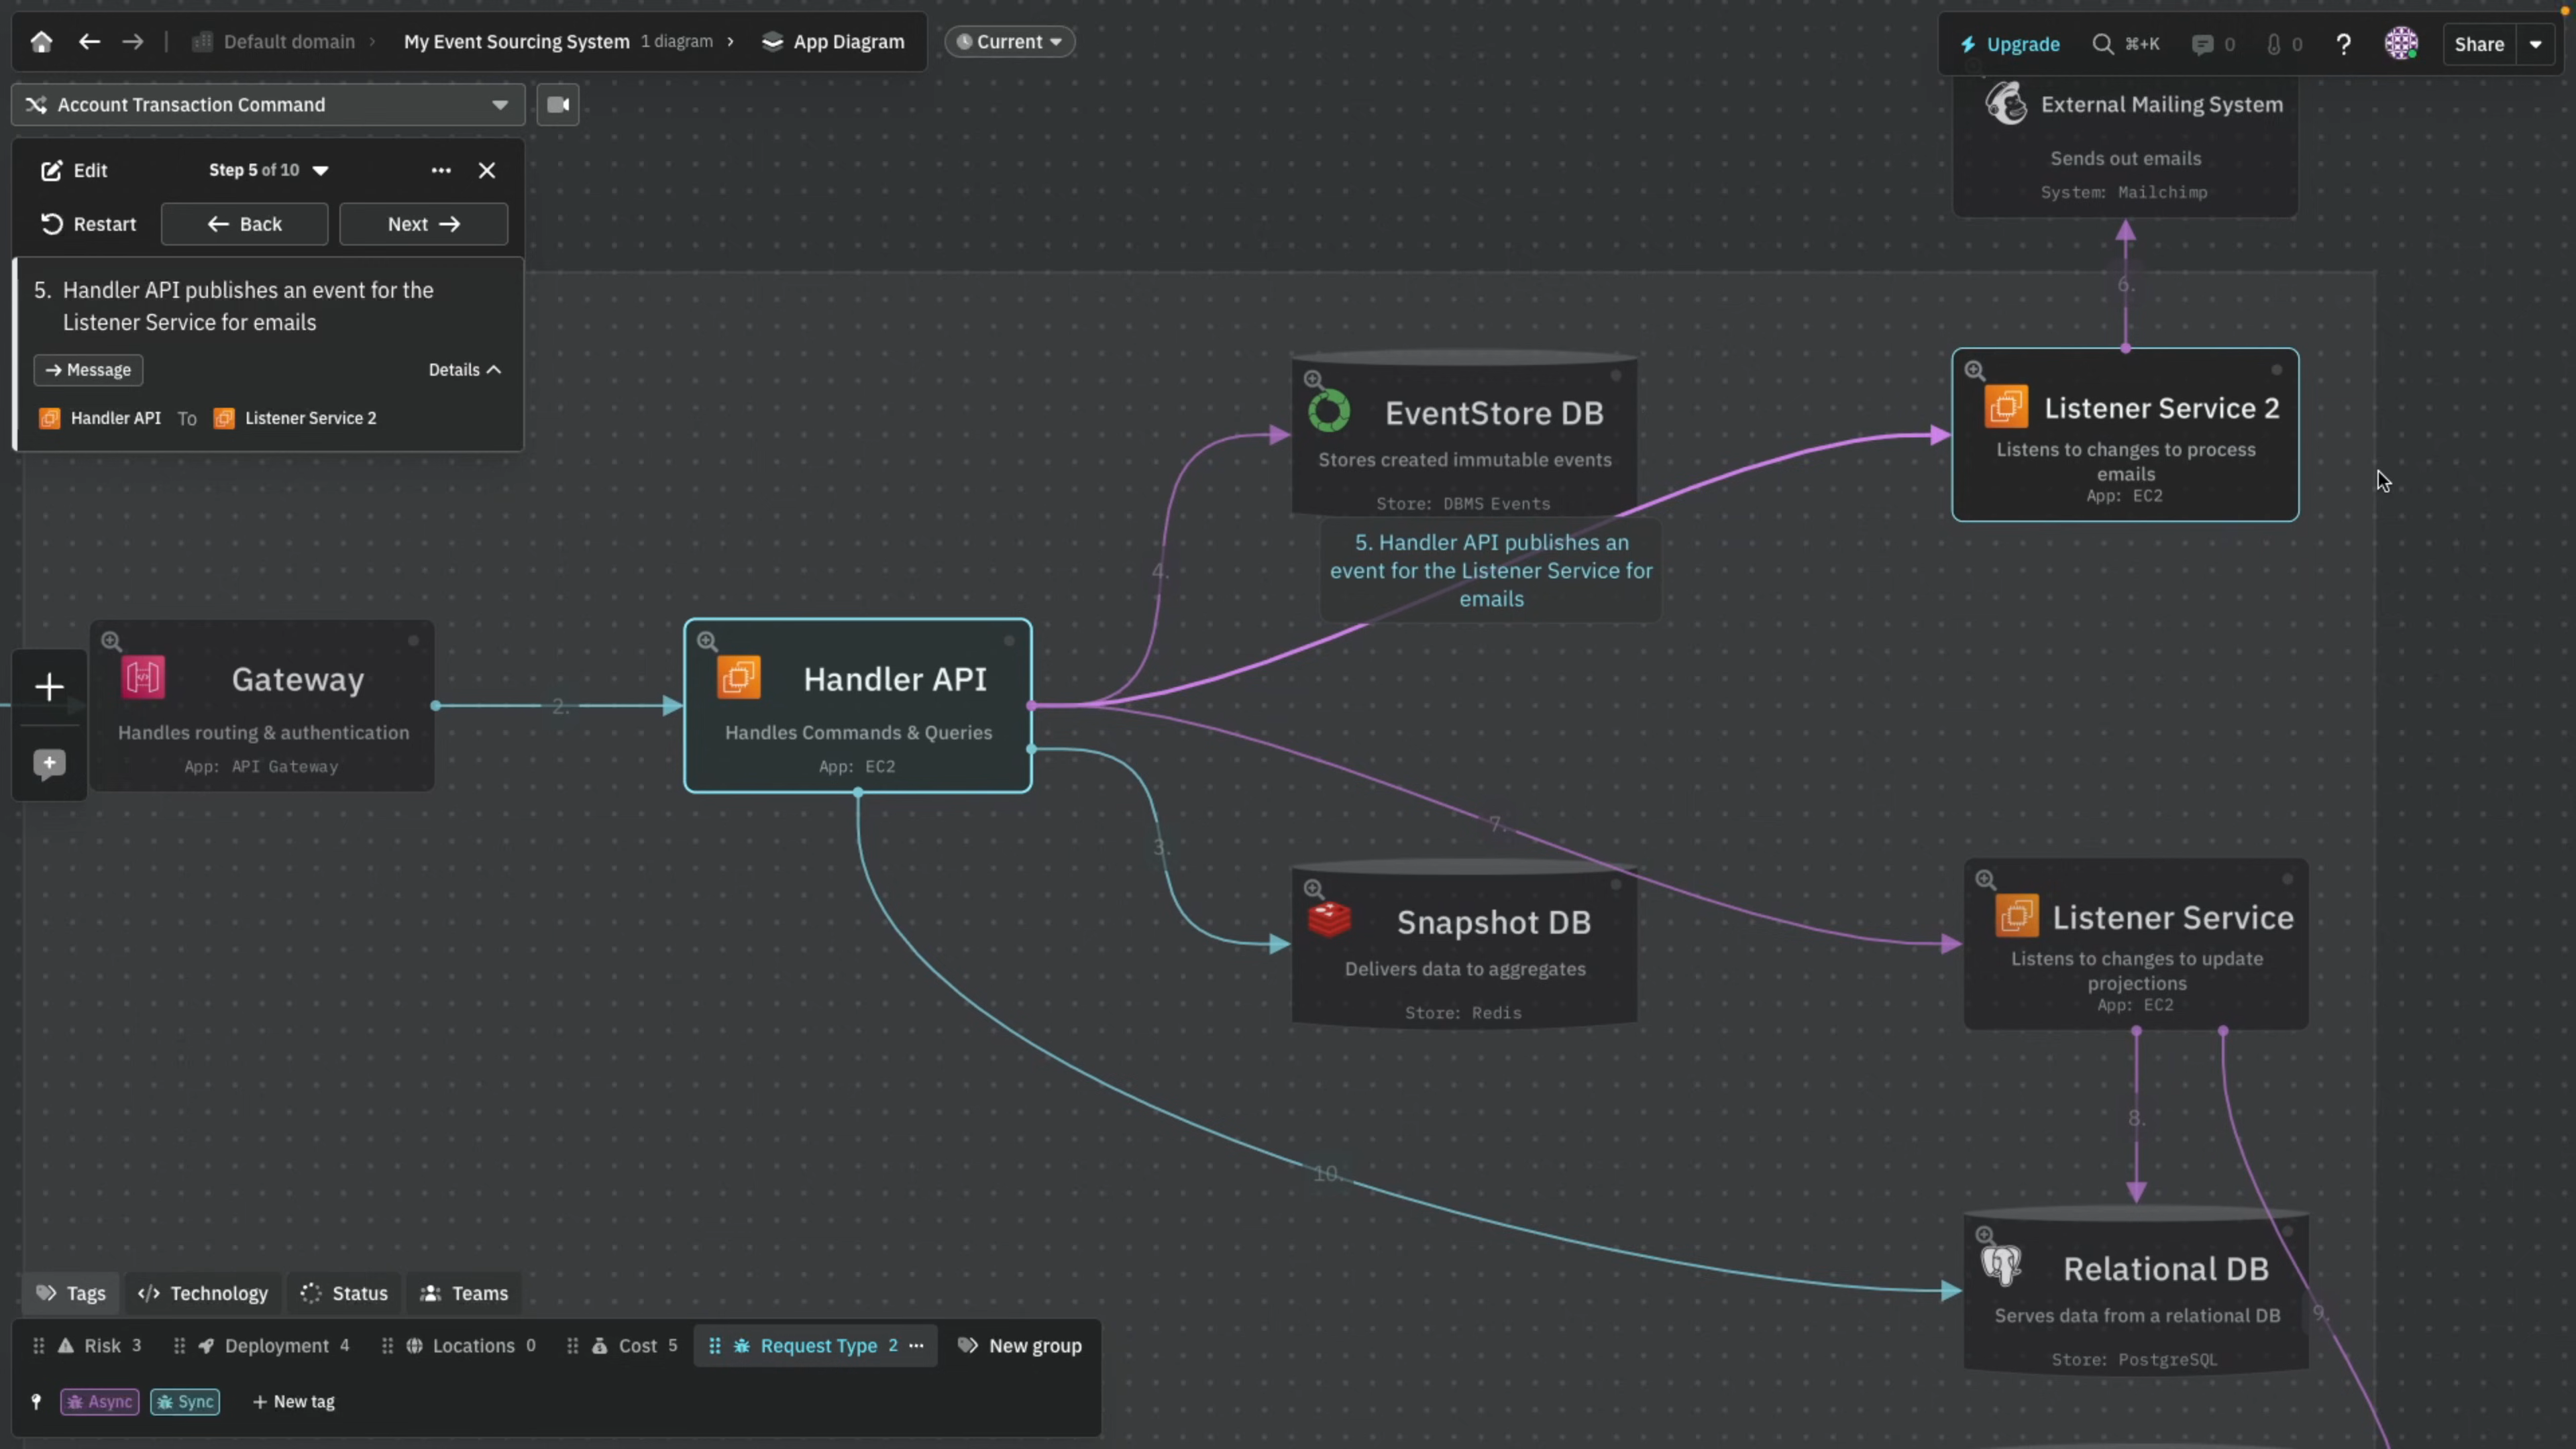 Default domain
My Event Sourcing System 1 diagram
App Diagram
Current
Upgrade
⌘+K
0
0
?
Share
Account Transaction Command
Edit
Step 5 of 10
Restart
Back
Next
5. Handler API publishes an event for the
Listener Service for emails
Message
Details
Handler API To Listener Service 2
External Mailing System
Sends out emails
System: Mailchimp
6.
EventStore DB
Stores created immutable events
Store: DBMS Events
Listener Service 2
Listens to changes to process
emails
App: EC2
5. Handler API publishes an
event for the Listener Service for
emails
4.
Gateway
Handles routing & authentication
App: API Gateway
2.
Handler API
Handles Commands & Queries
App: EC2
7.
3.
Snapshot DB
Delivers data to aggregates
Store: Redis
Listener Service
Listens to changes to update
projections
App: EC2
8.
10.
Relational DB
Serves data from a relational DB
Store: PostgreSQL
9.
Tags
Technology
Status
Teams
Risk 3
Deployment 4
Locations 0
Cost 5
Request Type 2
New group
Async
Sync
+ New tag